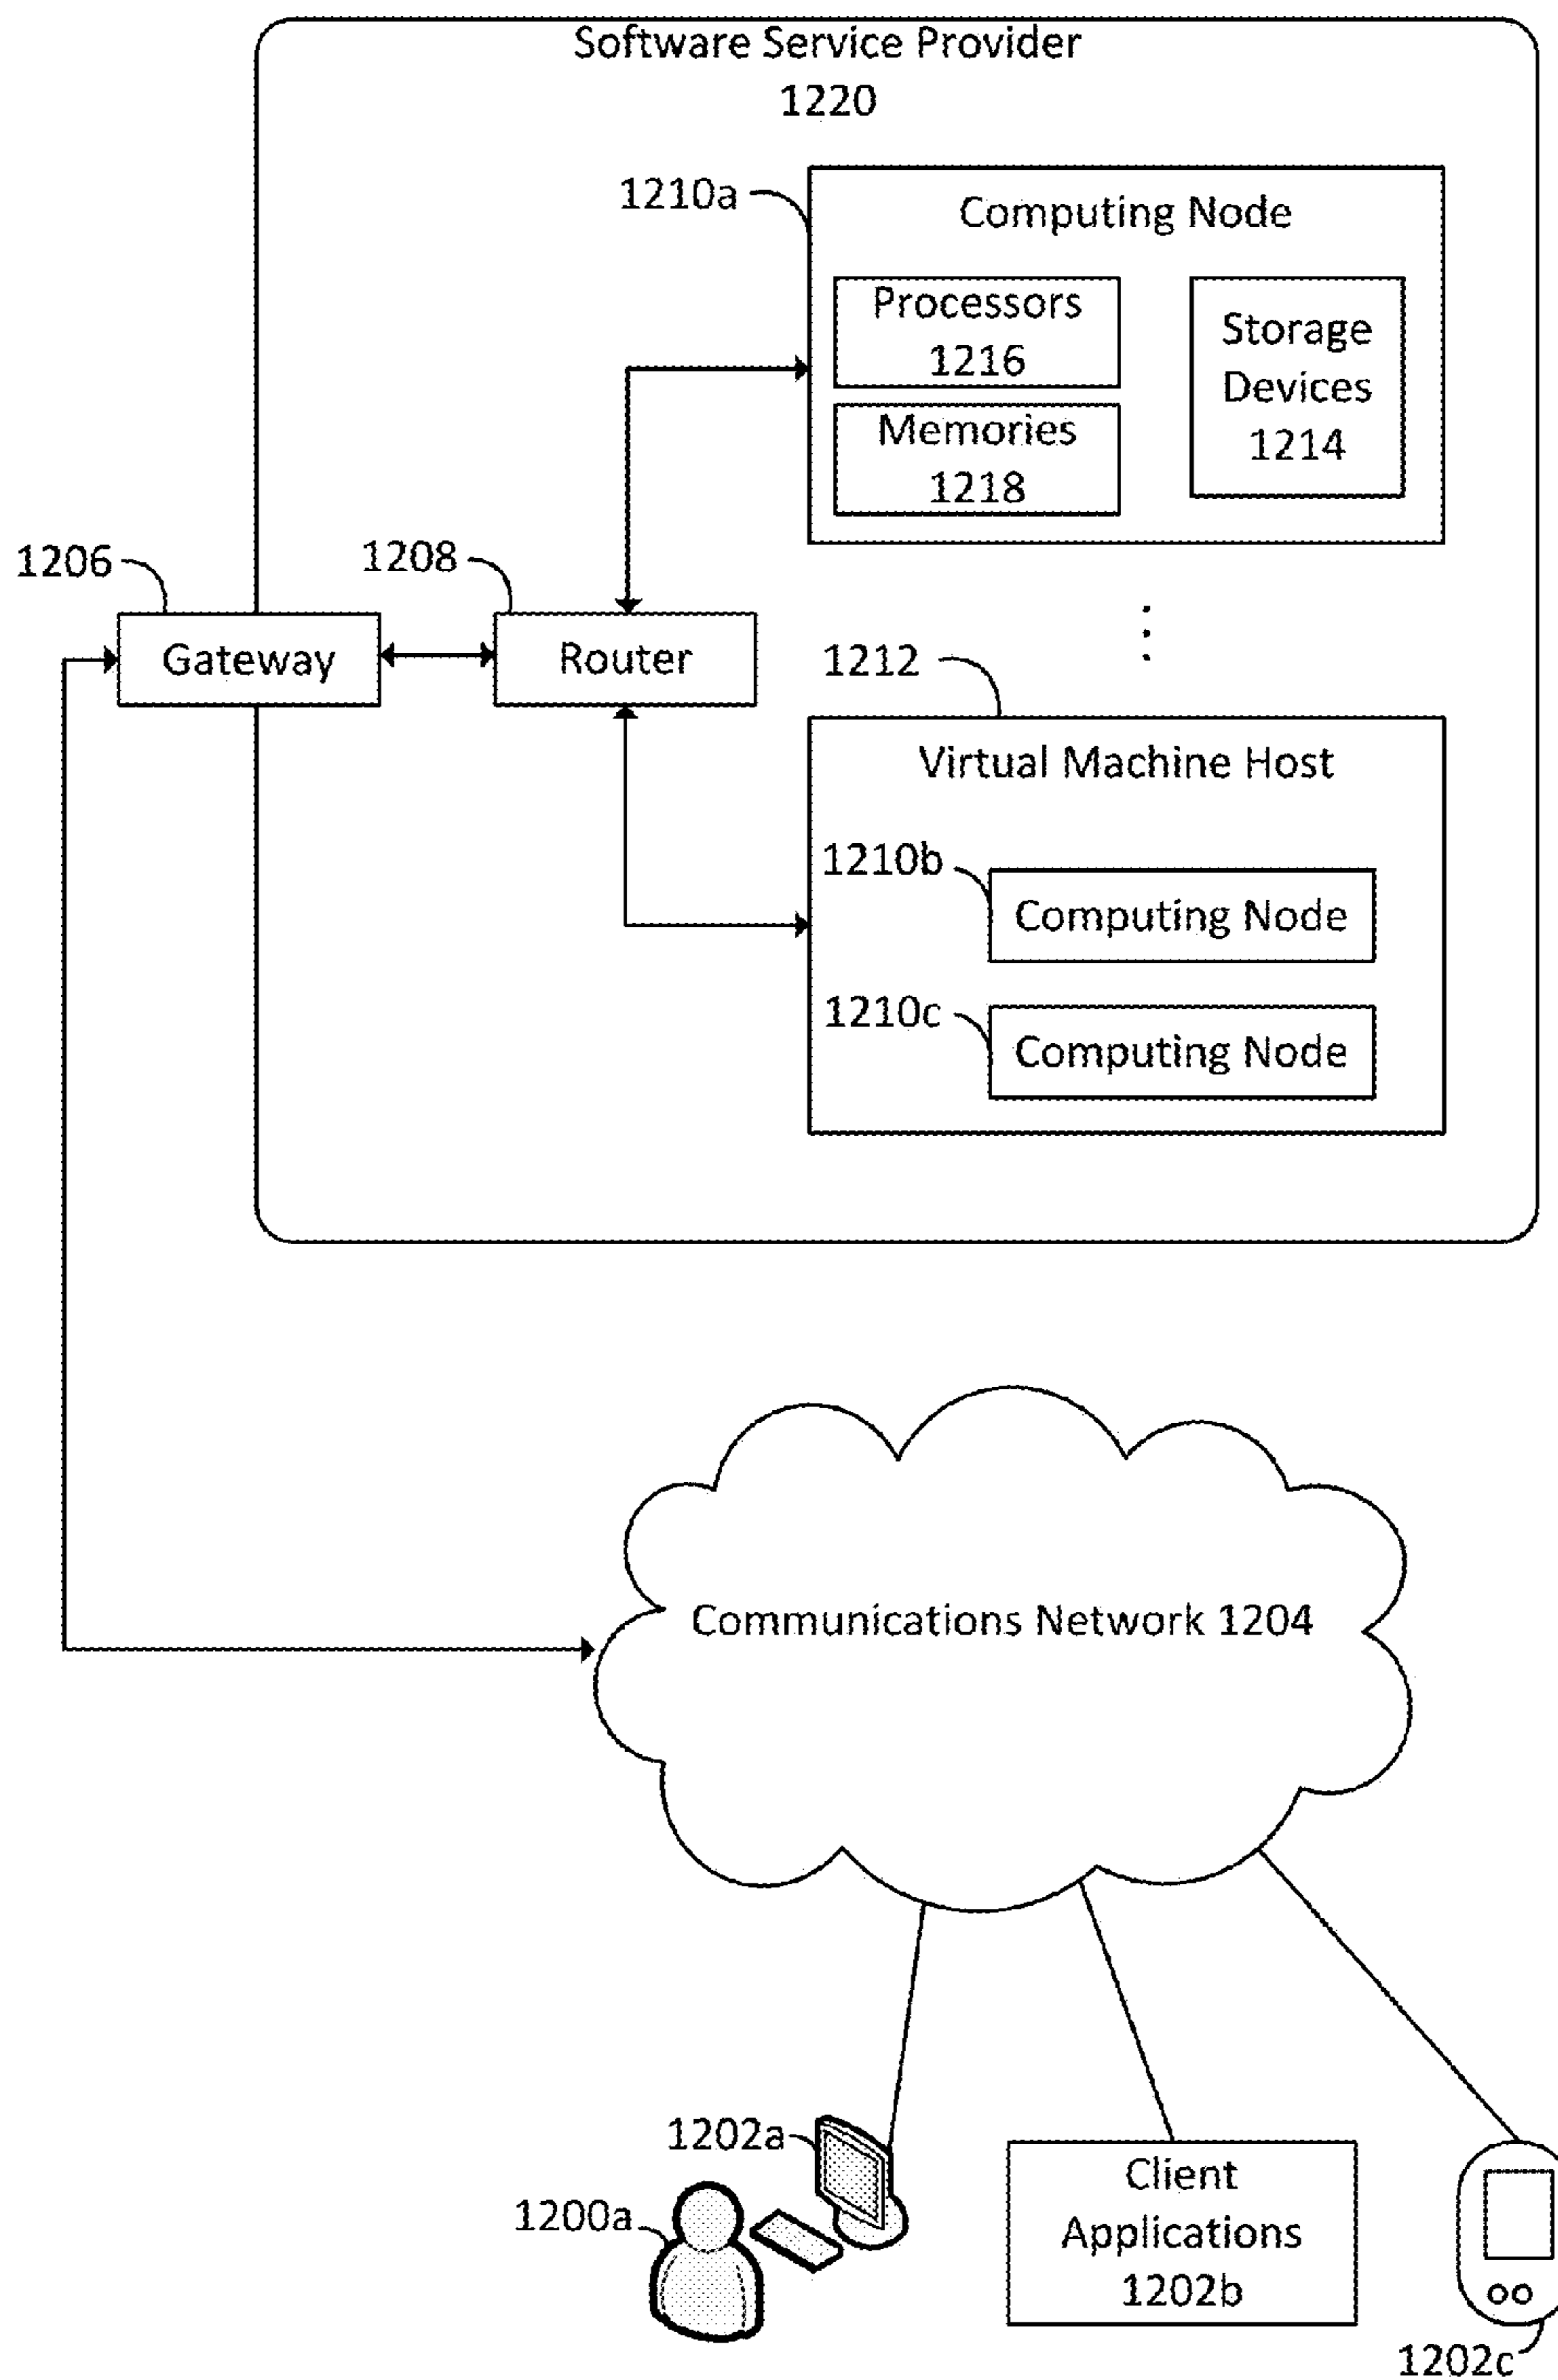 Software Service Provider
1220
1210a
Computing Node
Processors
1216
Storage
Devices
1214
Memories
1218
1206
1208
Gateway
Router
1212
Virtual Machine Host
1210b
Computing Node
1210c
Computing Node
Communications Network 1204
1202a
1200a
Client
Applications
1202b
1202c